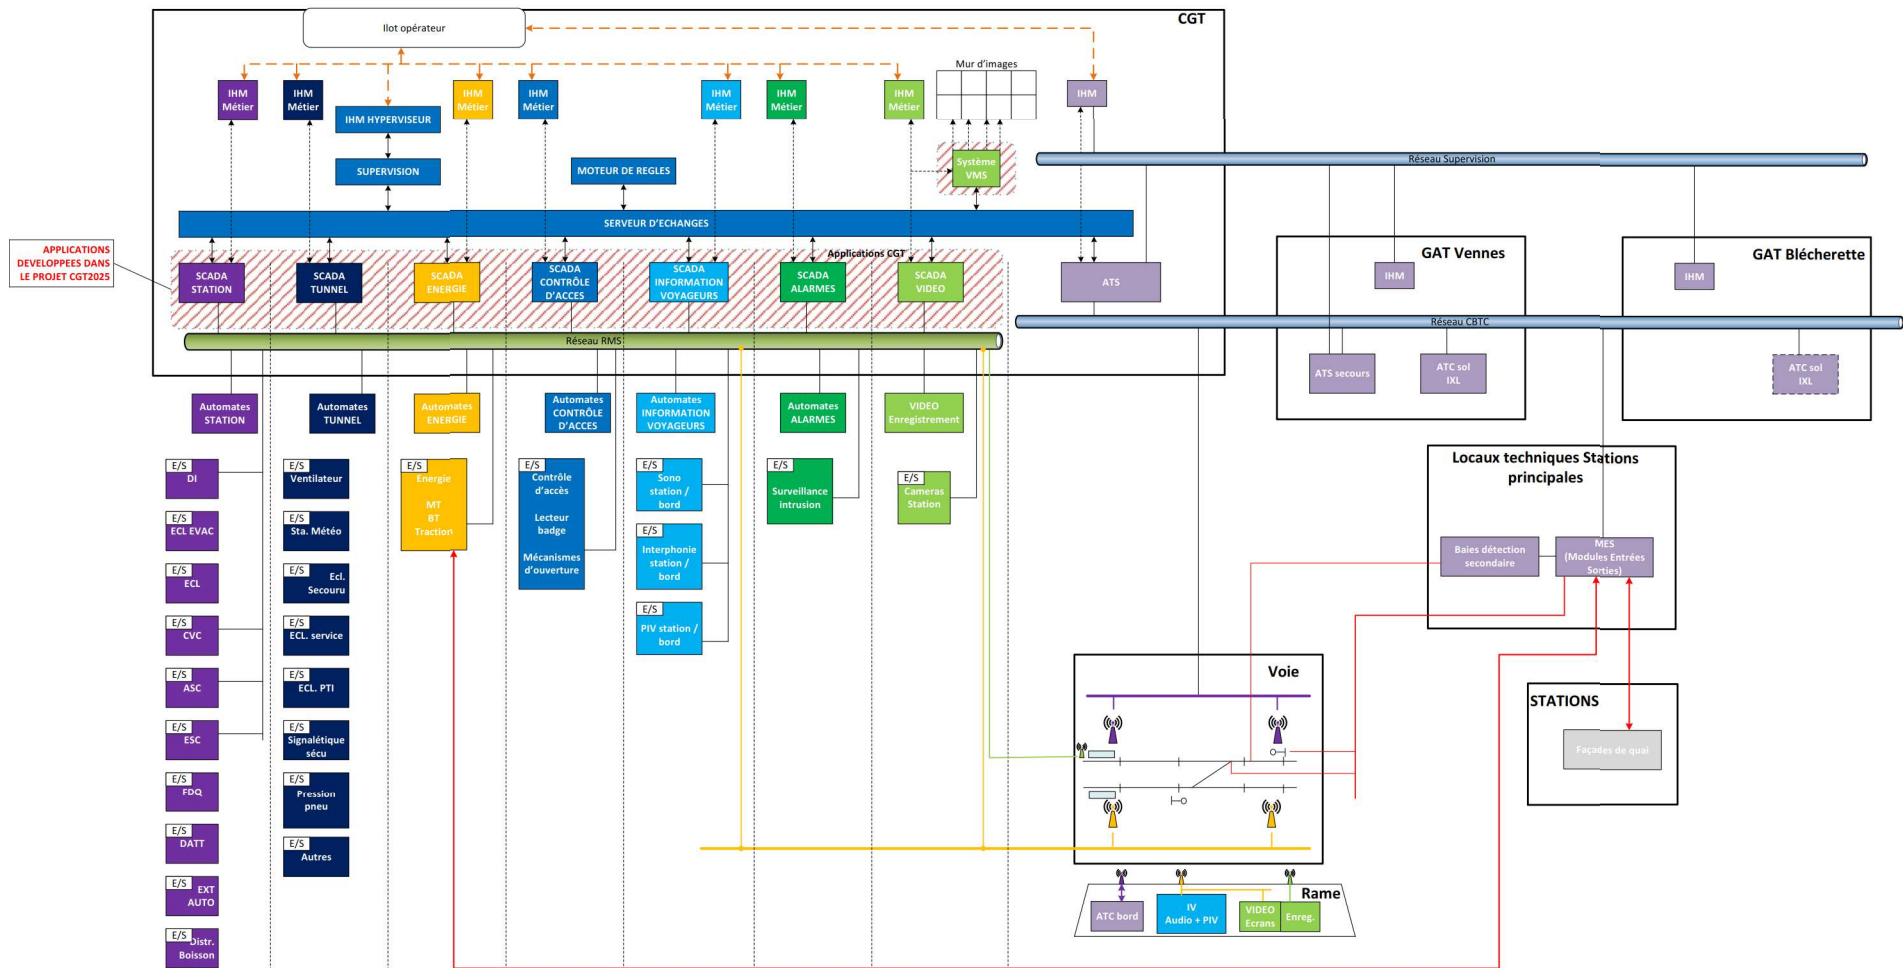 CGT
Ilot opérateur
Mur d'images
IHM
Métier
IHM
Métier
IHM
Métier
IHM
Métier
IHM
Métier
IHM
Métier
IHM
Métier
IHM
IHM HYPERVISEUR
SUPERVISION
MOTEUR DE REGLES
Système
VMS
Réseau Supervision
SERVEUR D'ECHANGES
APPLICATIONS
DEVELOPPEES DANS
LE PROJET CGT2025
Applications CGT
SCADA
STATION
SCADA
TUNNEL
SCADA
ENERGIE
SCADA
CONTRÔLE
D'ACCES
SCADA
INFORMATION
VOYAGEURS
SCADA
ALARMES
SCADA
VIDEO
ATS
GAT Vennes
IHM
GAT Blécherette
IHM
Réseau CBTC
Réseau RMS
ATS secours
ATC sol
IXL
ATC sol
IXL
Automates
STATION
Automates
TUNNEL
Automates
ENERGIE
Automates
CONTRÔLE
D'ACCES
Automates
INFORMATION
VOYAGEURS
Automates
ALARMES
VIDEO
Enregistrement
E/S
DI
E/S
ECL EVAC
E/S
ECL
E/S
CVC
E/S
ASC
E/S
ESC
E/S
FDQ
E/S
DATT
E/S
EXT
AUTO
E/S
Distr.
Boisson
E/S
Ventilateur
E/S
Sta. Météo
E/S
Ecl.
Secouru
E/S
ECL. service
E/S
ECL. PTI
E/S
Signalétique
sécu
E/S
Pression
pneu
E/S
Autres
E/S
Energie
MT
BT
Traction
E/S
Contrôle
d'accès
Lecteur
badge
Mécanismes
d'ouverture
E/S
Sono
station /
bord
E/S
Interphonie
station /
bord
E/S
PIV station /
bord
E/S
Surveillance
intrusion
E/S
Cameras
Station
Locaux techniques Stations
principales
Baies détection
secondaire
MES
(Modules Entrées
Sorties)
Voie
STATIONS
Façades de quai
Rame
ATC bord
IV
Audio + PIV
VIDEO
Ecrans
Enreg.